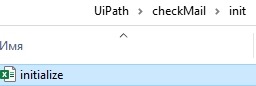 UiPath > checkMail > init
Имя
initialize